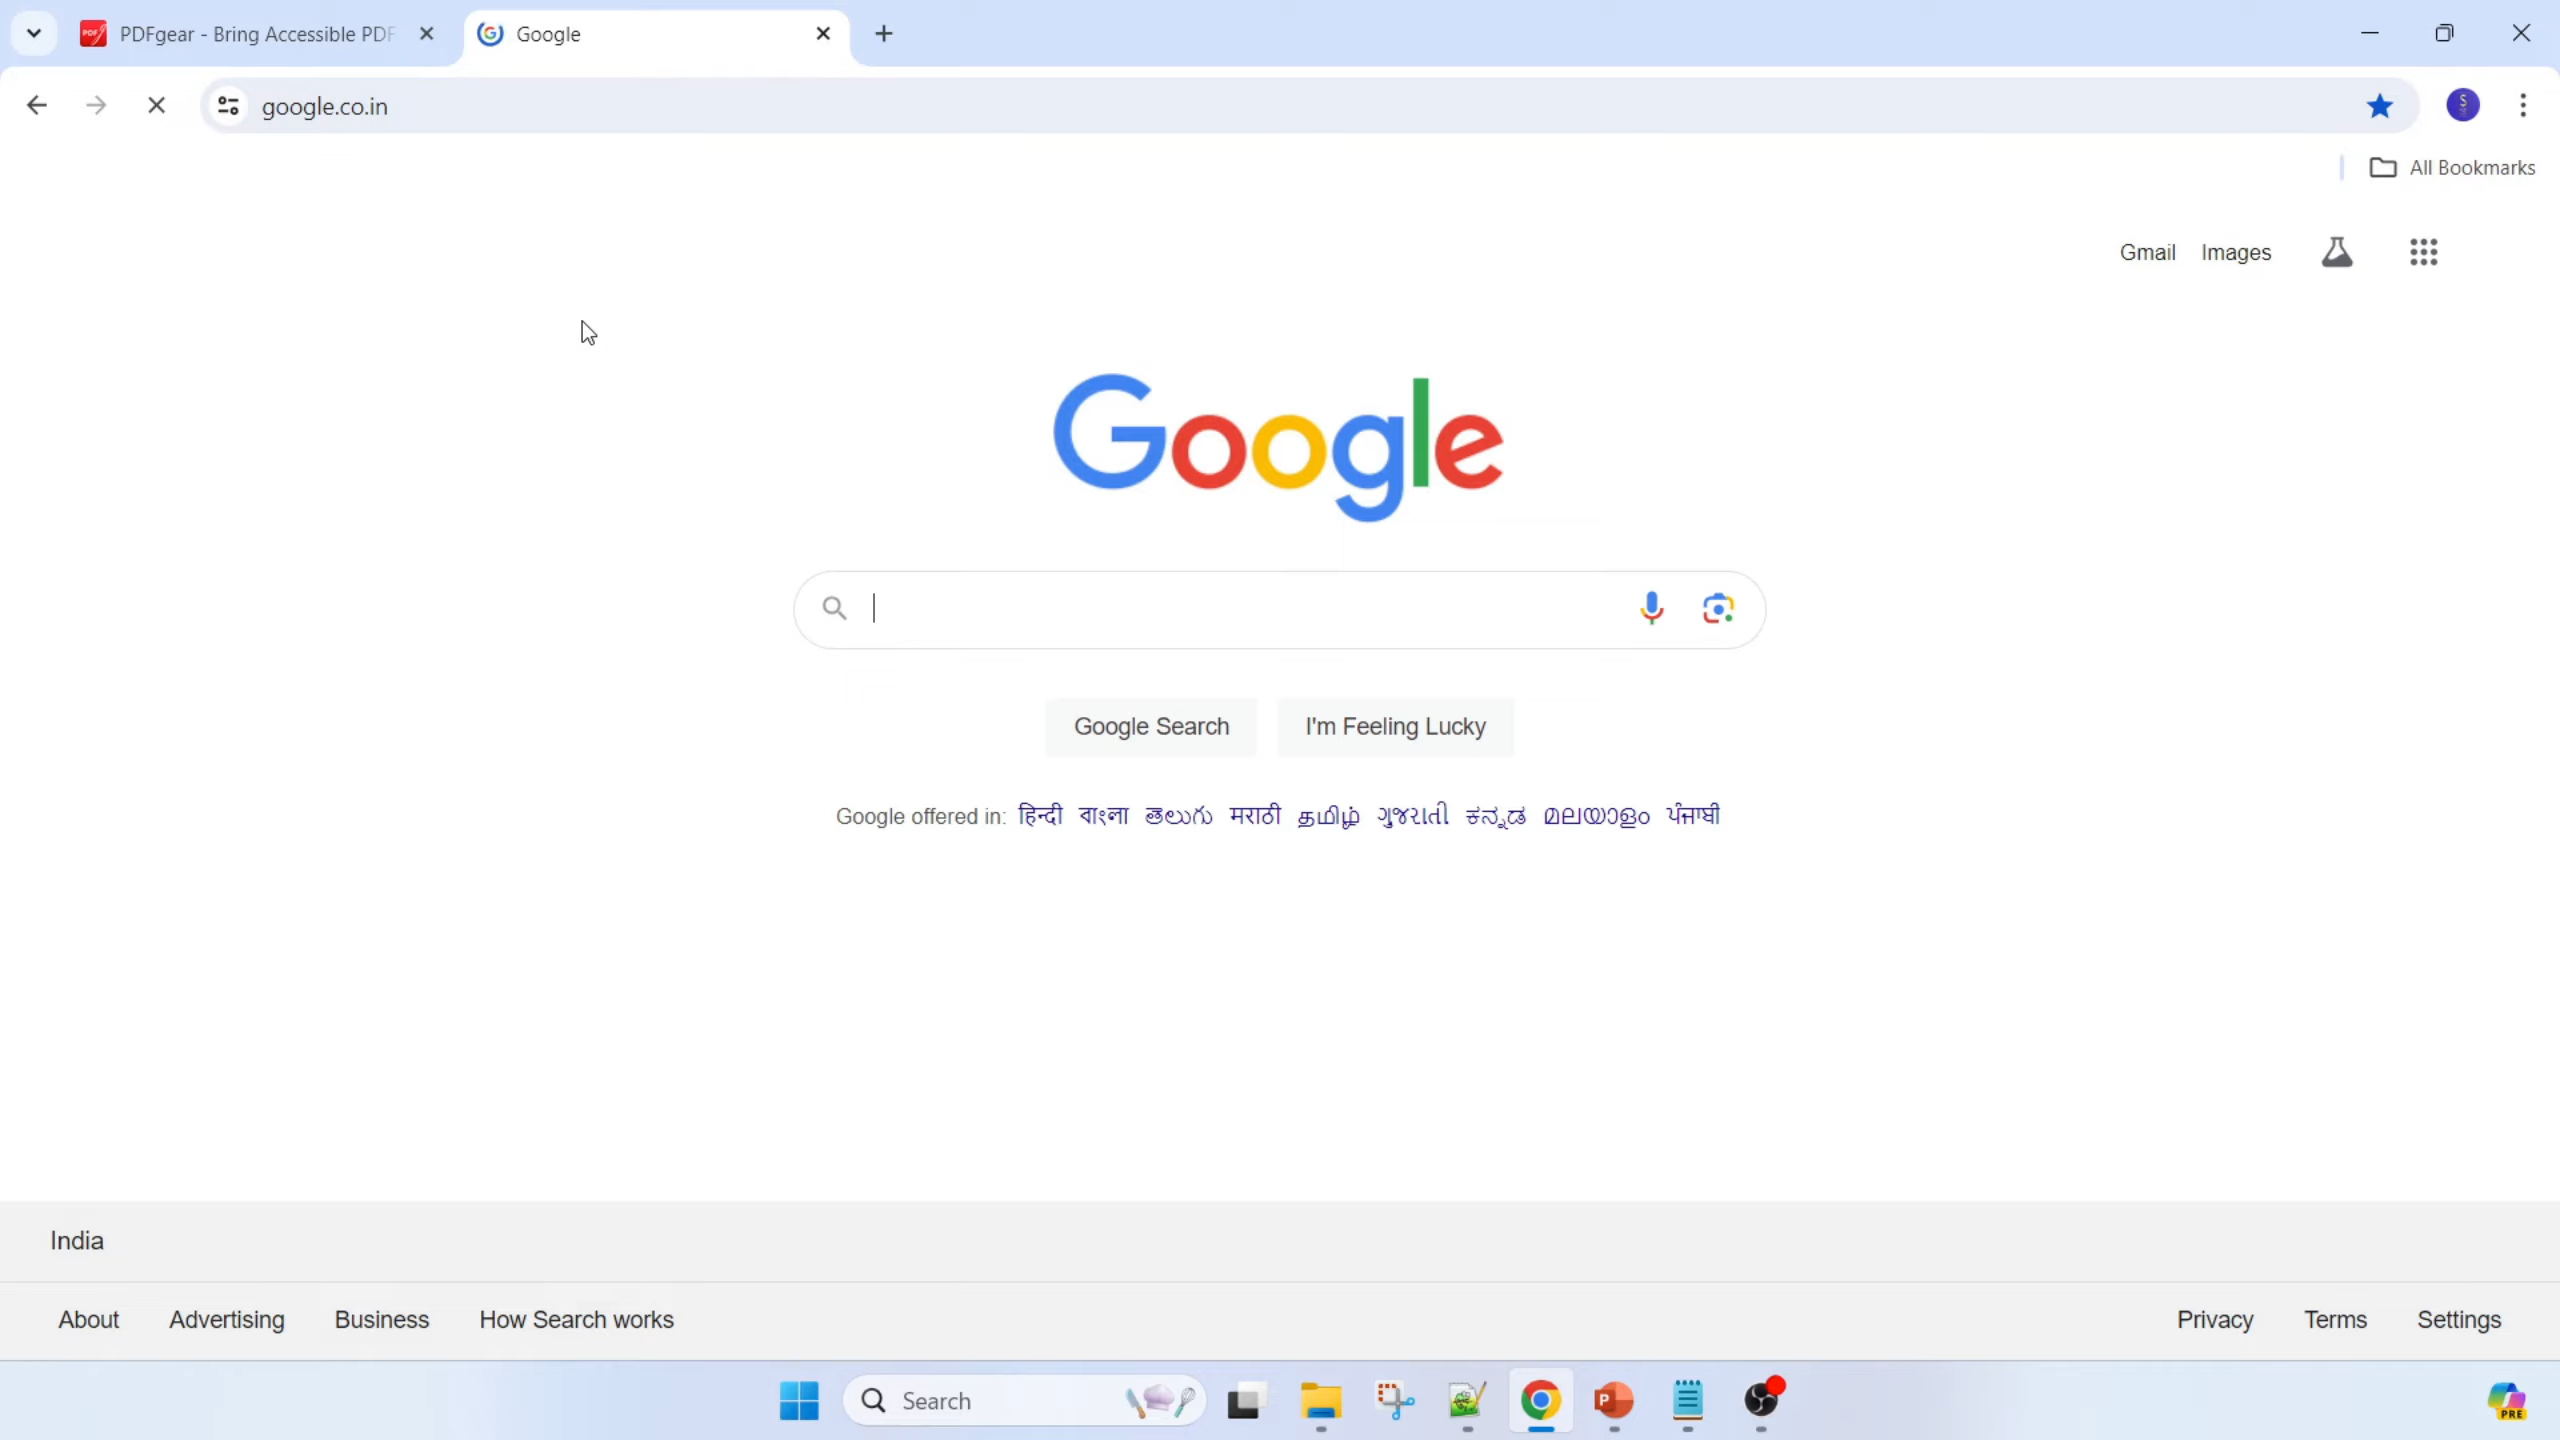 PDFgear - Bring Accessible PDF
Google
google.co.in
All Bookmarks
Gmail Images
Google
Google Search I'm Feeling Lucky
Google offered in: हिन्दी বাংলা తెలుగు मराठी தமிழ் ગુજરાતી ಕನ್ನಡ മലയാളം ਪੰਜਾਬੀ
India
About Advertising Business How Search works Privacy Terms Settings
Search
PRE